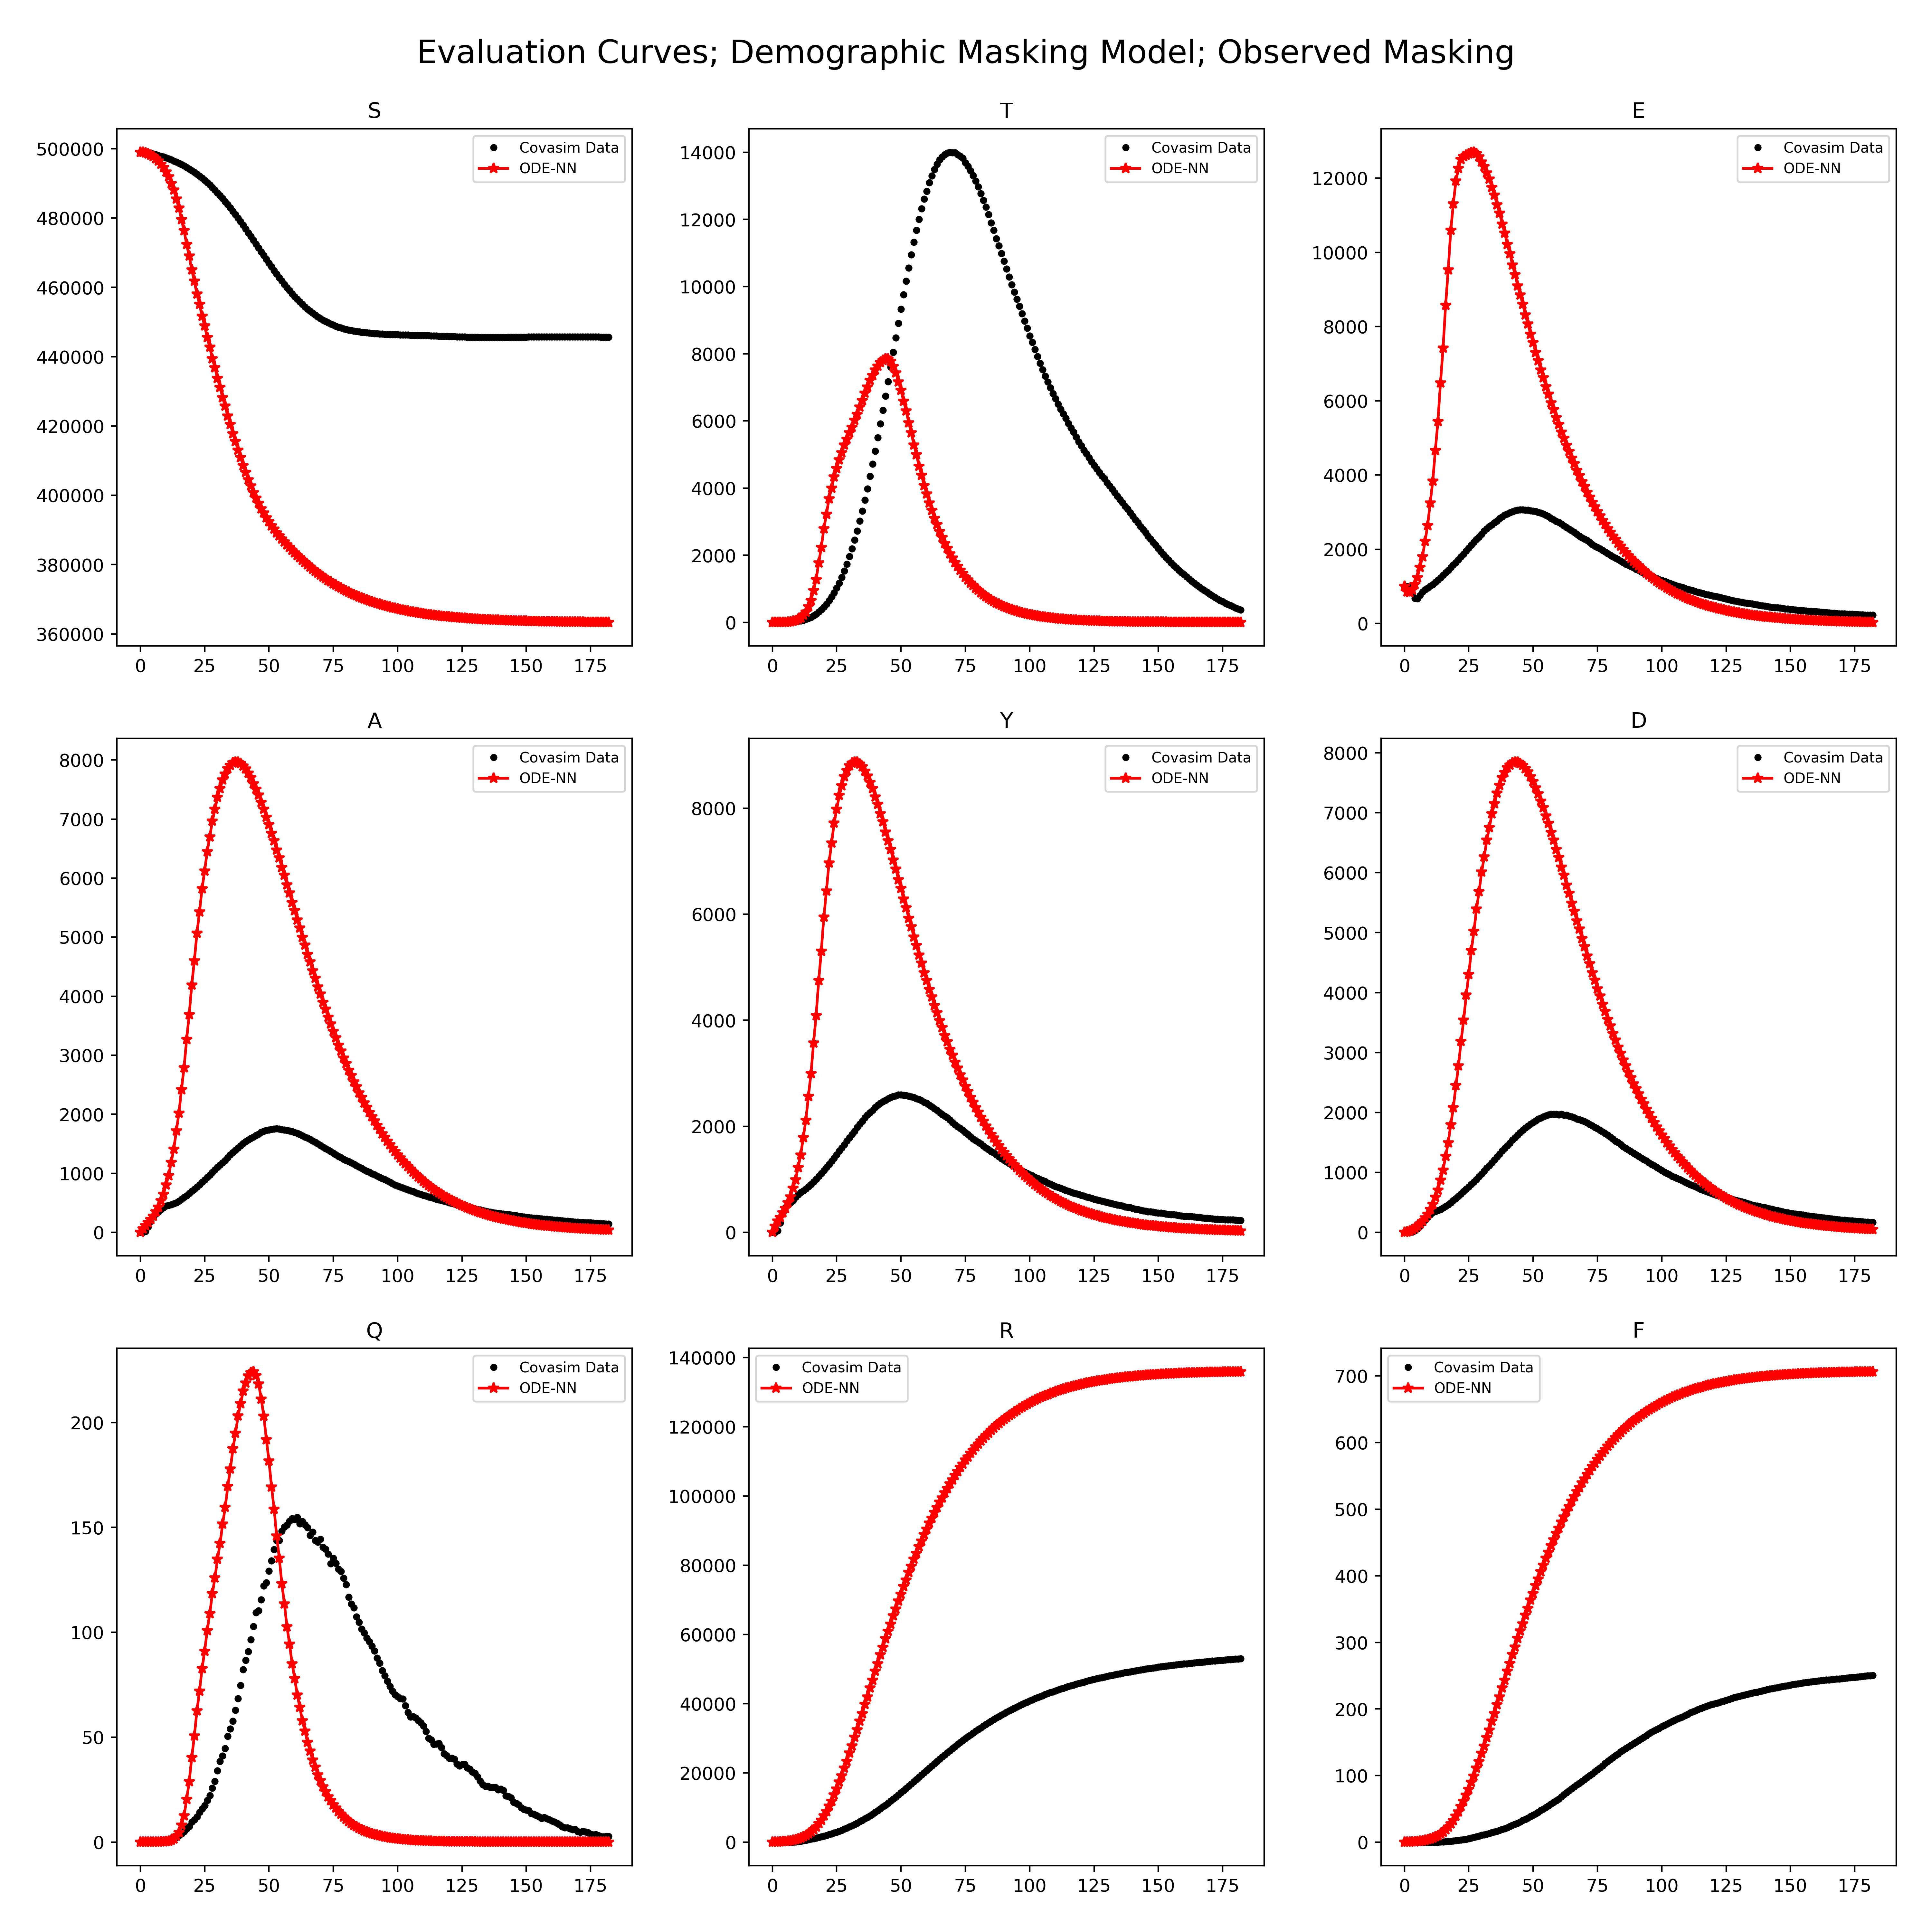 Evaluation Curves; Demographic Masking Model; Observed Masking
S
Covasim Data
ODE-NN
500000
480000
460000
440000
420000
400000
380000
360000
0 25 50 75 100 125 150 175
T
Covasim Data
ODE-NN
14000
12000
10000
8000
6000
4000
2000
0
0 25 50 75 100 125 150 175
E
Covasim Data
ODE-NN
12000
10000
8000
6000
4000
2000
0
0 25 50 75 100 125 150 175
A
Covasim Data
ODE-NN
8000
7000
6000
5000
4000
3000
2000
1000
0
0 25 50 75 100 125 150 175
Y
Covasim Data
ODE-NN
8000
6000
4000
2000
0
0 25 50 75 100 125 150 175
D
Covasim Data
ODE-NN
8000
7000
6000
5000
4000
3000
2000
1000
0
0 25 50 75 100 125 150 175
Q
Covasim Data
ODE-NN
200
150
100
50
0
0 25 50 75 100 125 150 175
R
Covasim Data
ODE-NN
140000
120000
100000
80000
60000
40000
20000
0
0 25 50 75 100 125 150 175
F
Covasim Data
ODE-NN
700
600
500
400
300
200
100
0
0 25 50 75 100 125 150 175